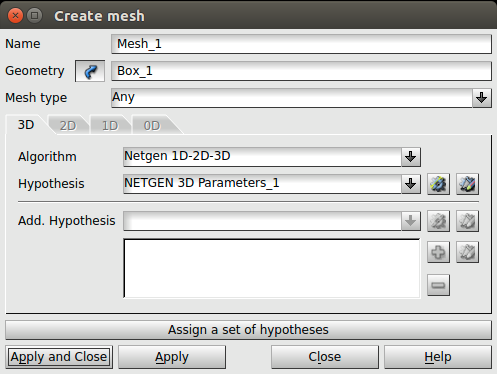 Create mesh
Name Mesh_1
Geometry Box_1
Mesh type Any
3D 2D 1D 0D
Algorithm Netgen 1D-2D-3D
Hypothesis NETGEN 3D Parameters_1
Add. Hypothesis
Assign a set of hypotheses
Apply and Close Apply Close Help